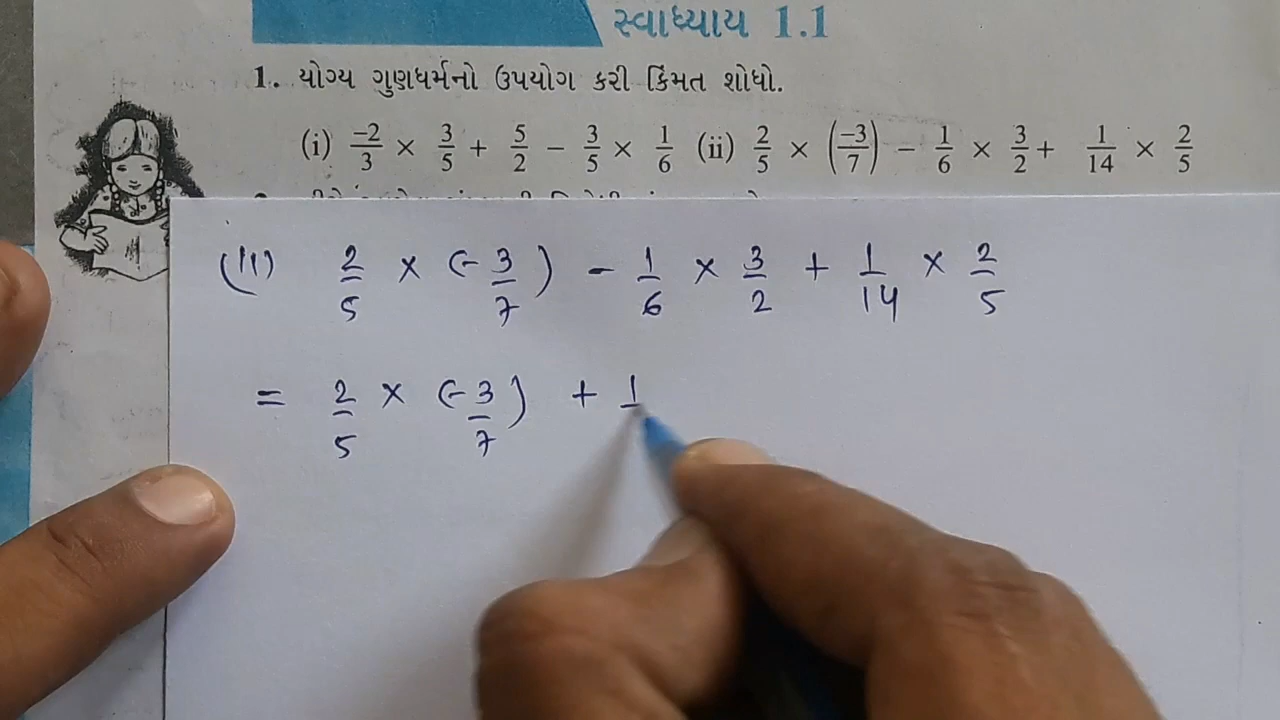 સ્વાધ્યાય 1.1
1. યોગ્ય ગુણધર્મનો ઉપયોગ કરી કિંમત શોધો.
(i) -2/3 × 3/5 + 5/2 - 3/5 × 1/6 (ii) 2/5 × (-3/7) - 1/6 × 3/2 + 1/14 × 2/5
(11) 2/5 × (-3/7) - 1/6 × 3/2 + 1/14 × 2/5
= 2/5 × (-3/7) + 1